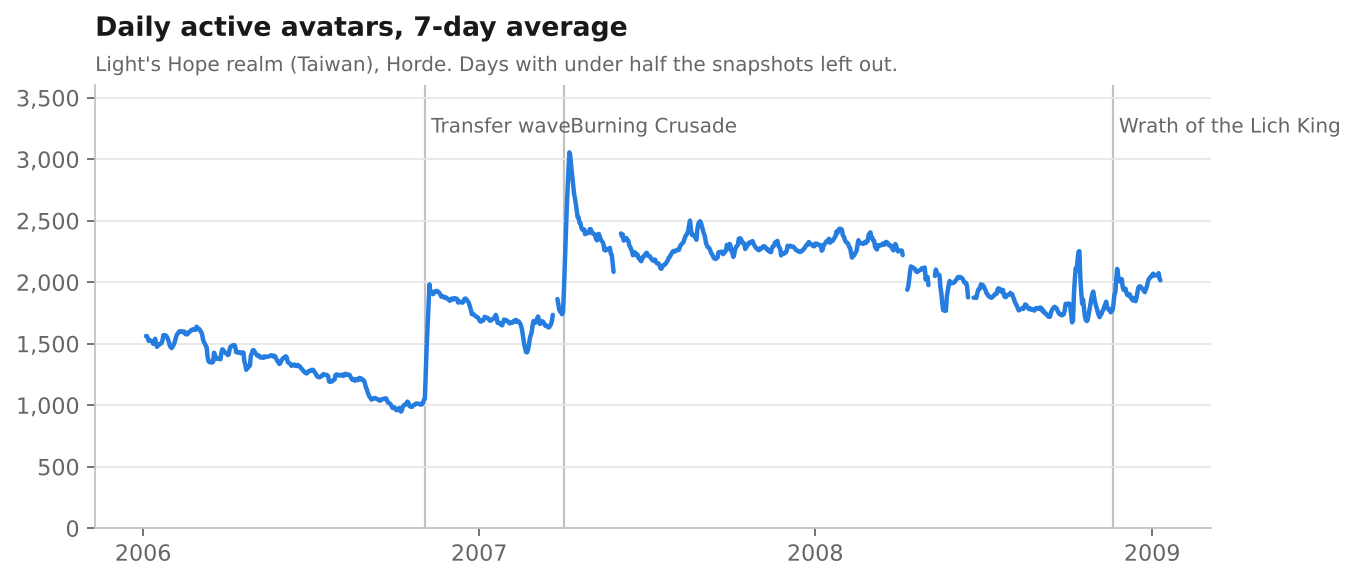 Daily active avatars, 7-day average
Light's Hope realm (Taiwan), Horde. Days with under half the snapshots left out.
3,500
Transfer wave
Burning Crusade
Wrath of the Lich King
3,000
2,500
2,000
1,500
1,000
500
0
2006
2007
2008
2009